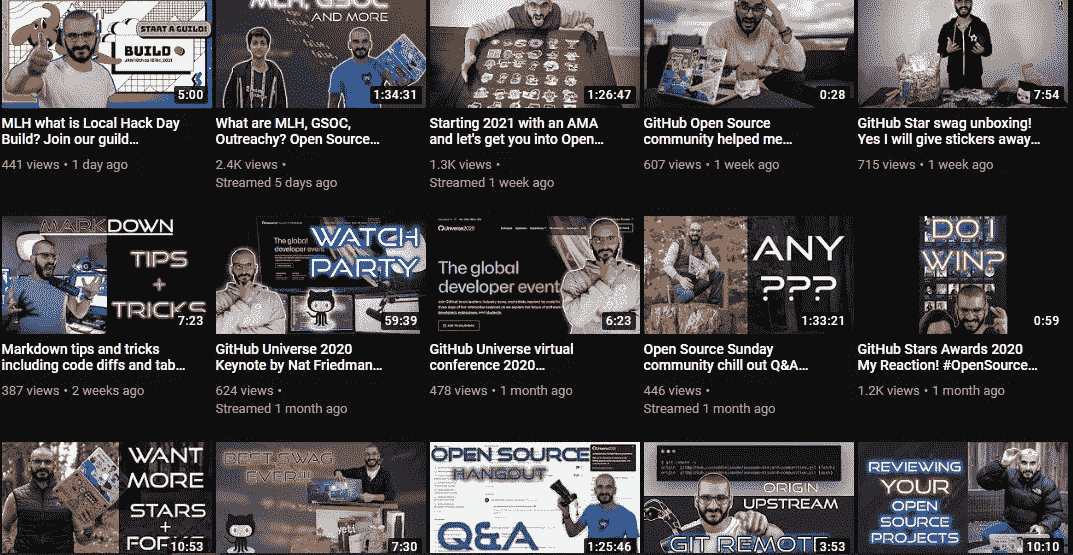 START A GUILD!
BUILD
5:00
MLH, GSOC
AND MORE
1:34:31
1:26:47
0:28
7:54
MLH what is Local Hack Day
Build? Join our guild...
441 views • 1 day ago
What are MLH, GSOC,
Outreachy? Open Source...
2.4K views •
Streamed 5 days ago
Starting 2021 with an AMA
and let's get you into Open...
1.3K views •
Streamed 1 week ago
GitHub Open Source
community helped me...
607 views • 1 week ago
GitHub Star swag unboxing!
Yes I will give stickers away...
715 views • 1 week ago
MARKDOWN
TIPS
+
TRICKS
7:23
The global
developer event
WATCH
PARTY
59:39
Universe2020
The global
developer event
6:23
ANY
???
1:33:21
DO I
WIN?
0:59
Markdown tips and tricks
including code diffs and tab...
387 views • 2 weeks ago
GitHub Universe 2020
Keynote by Nat Friedman...
624 views •
Streamed 1 month ago
GitHub Universe virtual
conference 2020...
478 views • 1 month ago
Open Source Sunday
community chill out Q&A...
446 views •
Streamed 1 month ago
GitHub Stars Awards 2020
My Reaction! #OpenSource...
1.2K views • 1 month ago
WANT
MORE
STARS
+
10:53
BEST SWAG
EVER!!!
yeti
7:30
OPEN SOURCE
HANGOUT
Q&A
1:25:46
$ git remote -v
ORIGIN
UPSTREAM
GIT REMOTE
3:53
REVIEWING
YOUR
OPEN
SOURCE
PROJECTS
10:10